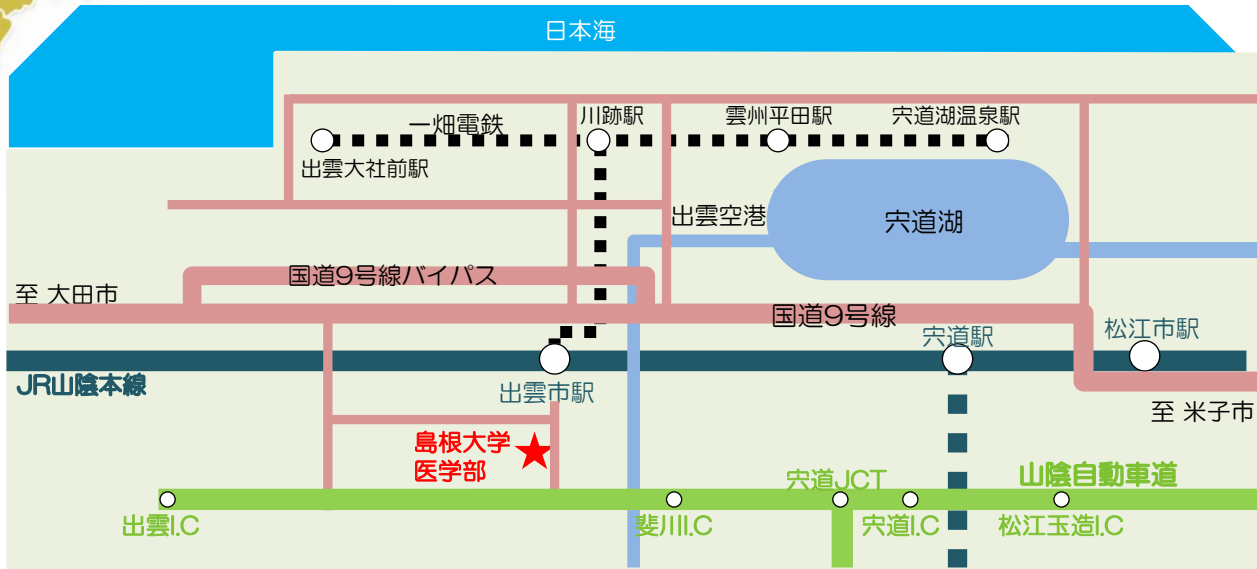 日本海
川跡駅
雲州平田駅
宍道湖温泉駅
一畑電鉄
出雲大社前駅
出雲空港
宍道湖
国道9号線バイパス
至 大田市
国道9号線
宍道駅
松江市駅
JR山陰本線
出雲市駅
至 米子市
島根大学
医学部
宍道JCT
山陰自動車道
出雲I.C
斐川I.C
宍道I.C
松江玉造I.C